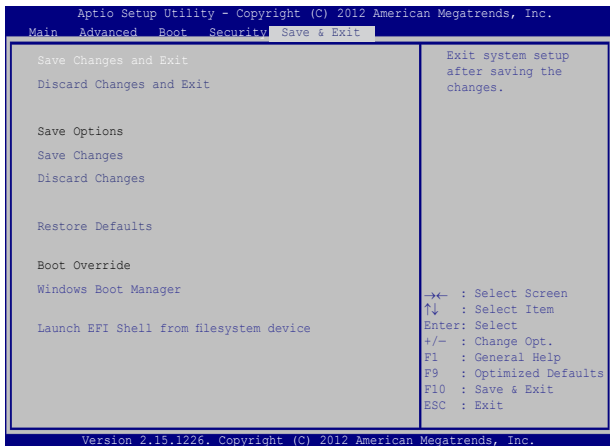 Aptio Setup Utility - Copyright (C) 2012 American Megatrends, Inc.
Main Advanced Boot Security Save & Exit
Save Changes and Exit
Discard Changes and Exit
Save Options
Save Changes
Discard Changes
Restore Defaults
Boot Override
Windows Boot Manager
Launch EFI Shell from filesystem device
Exit system setup
after saving the
changes.
→← : Select Screen
↑↓ : Select Item
Enter: Select
+/— : Change Opt.
F1 : General Help
F9 : Optimized Defaults
F10 : Save & Exit
ESC : Exit
Version 2.15.1226. Copyright (C) 2012 American Megatrends, Inc.